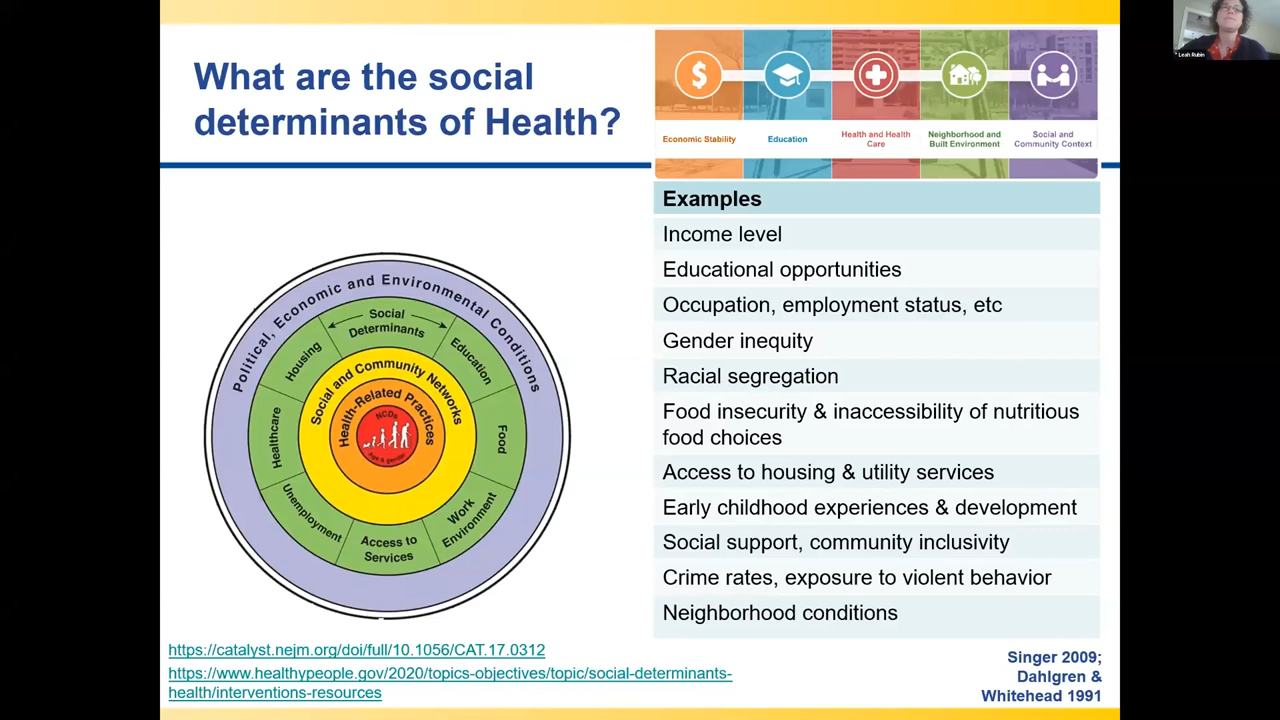 What are the social
determinants of Health?
Economic Stability
Education
Health and Health
Care
Neighborhood and
Built Environment
Social and
Community Context
Leah Rubin
Examples
Income level
Educational opportunities
Occupation, employment status, etc
Gender inequity
Racial segregation
Food insecurity & inaccessibility of nutritious
food choices
Access to housing & utility services
Early childhood experiences & development
Social support, community inclusivity
Crime rates, exposure to violent behavior
Neighborhood conditions
Political, Economic and Environmental Conditions
Social
Determinants
Housing
Education
Healthcare
Food
Unemployment
Work
Environment
Access to
Services
Social and Community Networks
Health-Related Practices
NCDs
Age & gender
https://catalyst.nejm.org/doi/full/10.1056/CAT.17.0312
https://www.healthypeople.gov/2020/topics-objectives/topic/social-determinants-
health/interventions-resources
Singer 2009;
Dahlgren &
Whitehead 1991